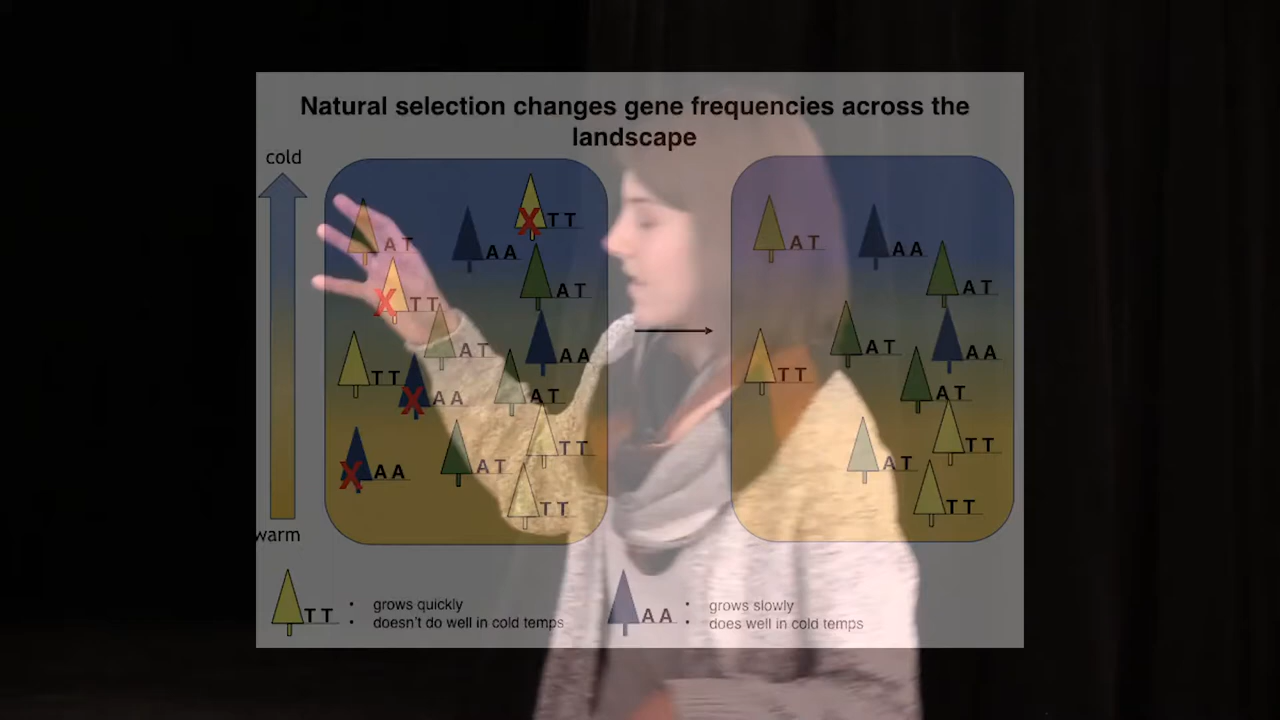 Natural selection changes gene frequencies across the
landscape
cold
warm
A T
A A
X T T
A T
X T T
A T
A A
T T
X A A
A T
T T
X A A
A T
T T
A T
A A
A T
A T
A A
T T
A T
T T
A T
T T
T T
• grows quickly
• doesn't do well in cold temps
A A
• grows slowly
• does well in cold temps